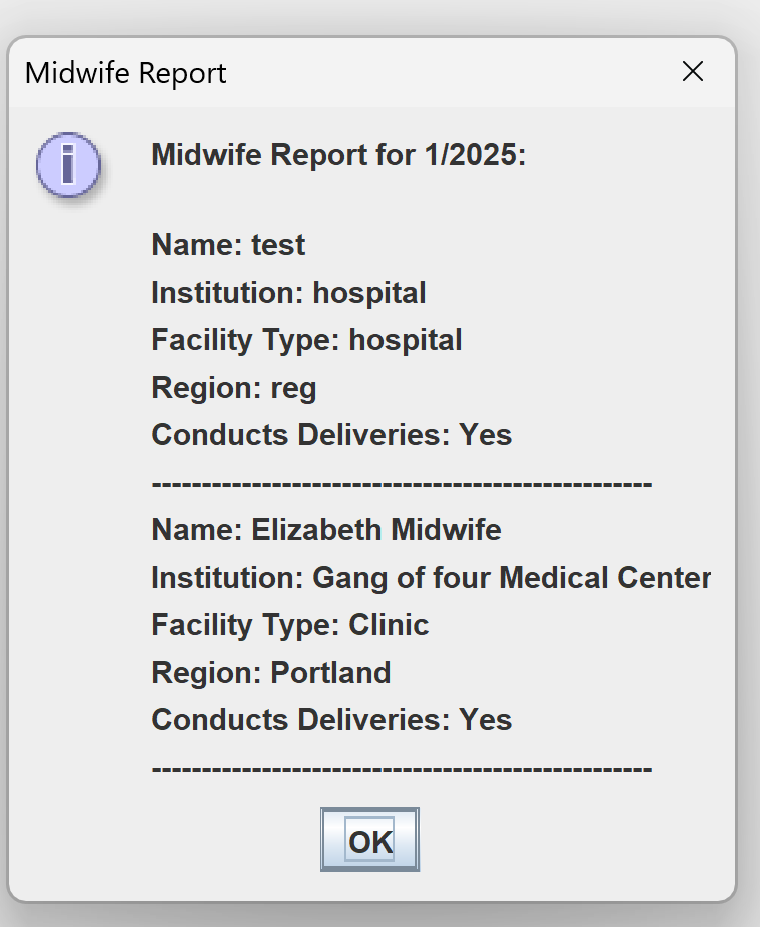 Midwife Report
Midwife Report for 1/2025:
Name: test
Institution: hospital
Facility Type: hospital
Region: reg
Conducts Deliveries: Yes
--------------------------------------------------
Name: Elizabeth Midwife
Institution: Gang of four Medical Center
Facility Type: Clinic
Region: Portland
Conducts Deliveries: Yes
--------------------------------------------------
OK